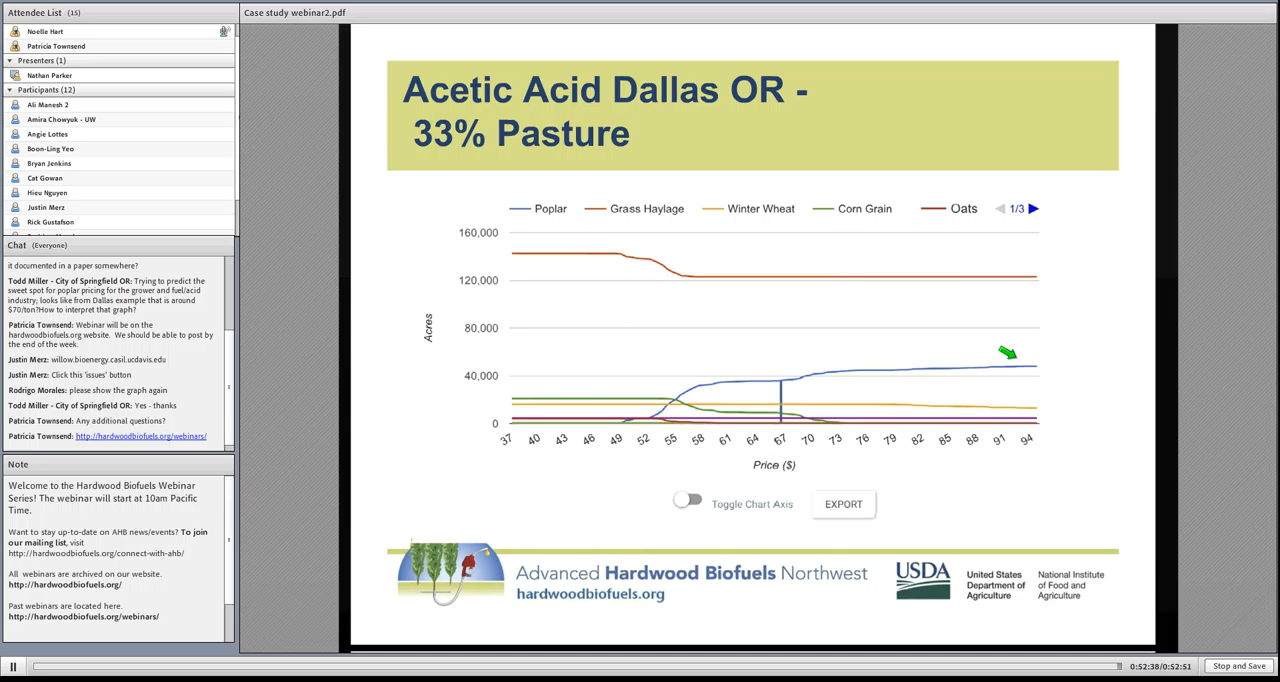 Attendee List (15)
Noelle Hart
Patricia Townsend
Presenters (1)
Nathan Parker
Participants (12)
Ali Manesh 2
Amira Chowyuk - UW
Angie Lottes
Boon-Ling Yeo
Bryan Jenkins
Cat Gowan
Hieu Nguyen
Justin Merz
Rick Gustafson
Chat (Everyone)
it documented in a paper somewhere?
Todd Miller - City of Springfield OR: Trying to predict the
sweet spot for poplar pricing for the grower and fuel/acid
industry; looks like from Dallas example that is around
$70/ton?How to interpret that graph?
Patricia Townsend: Webinar will be on the
hardwoodbiofuels.org website. We should be able to post by
the end of the week.
Justin Merz: willow.bioenergy.casil.ucdavis.edu
Justin Merz: Click this 'issues' button
Rodrigo Morales: please show the graph again
Todd Miller - City of Springfield OR: Yes - thanks
Patricia Townsend: Any additional questions?
Patricia Townsend: http://hardwoodbiofuels.org/webinars/
Note
Welcome to the Hardwood Biofuels Webinar
Series! The webinar will start at 10am Pacific
Time.
Want to stay up-to-date on AHB news/events? To join
our mailing list, visit
http://hardwoodbiofuels.org/connect-with-ahb/
All webinars are archived on our website.
http://hardwoodbiofuels.org/
Past webinars are located here.
http://hardwoodbiofuels.org/webinars/
Case study webinar2.pdf
Acetic Acid Dallas OR -
33% Pasture
Poplar Grass Haylage Winter Wheat Corn Grain Oats 1/3
160,000
120,000
80,000
40,000
0
Acres
37 40 43 46 49 52 55 58 61 64 67 70 73 76 79 82 85 88 91 94
Price ($)
Toggle Chart Axis EXPORT
Advanced Hardwood Biofuels Northwest
hardwoodbiofuels.org
USDA
United States
Department of
Agriculture
National Institute
of Food and
Agriculture
0:52:38/0:52:51
Stop and Save